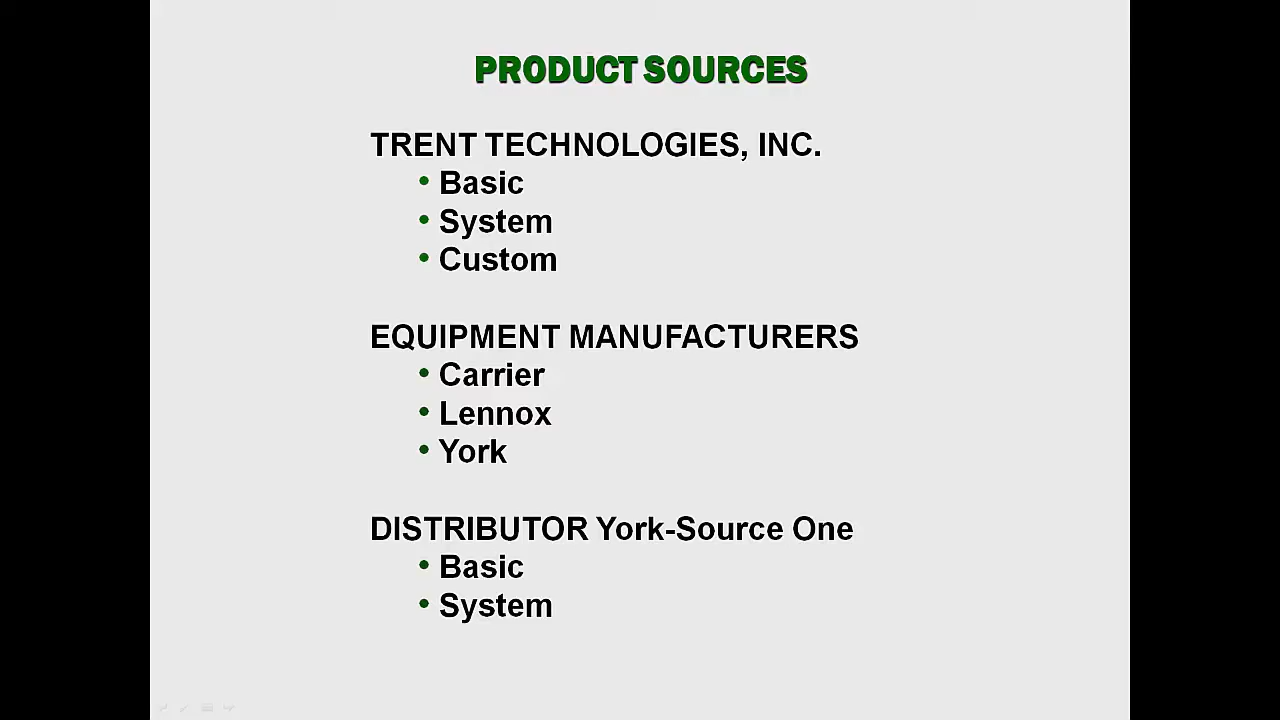 PRODUCT SOURCES
TRENT TECHNOLOGIES, INC.
• Basic
• System
• Custom
EQUIPMENT MANUFACTURERS
• Carrier
• Lennox
• York
DISTRIBUTOR York-Source One
• Basic
• System